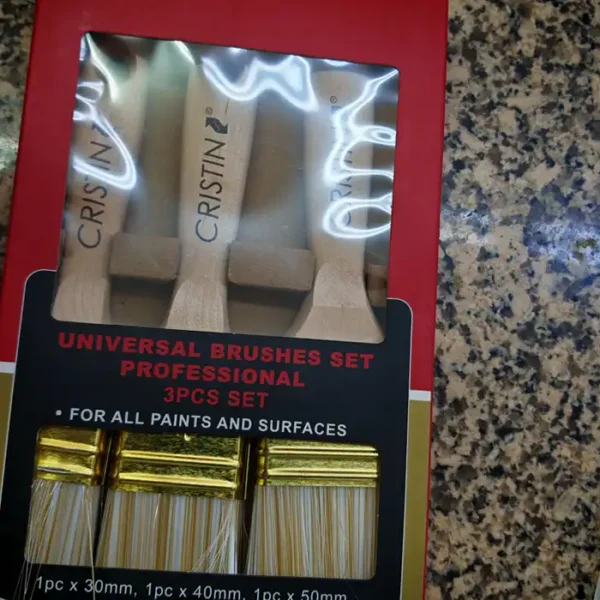 CRISTIN
CRISTIN®
UNIVERSAL BRUSHES SET
PROFESSIONAL
3PCS SET
• FOR ALL PAINTS AND SURFACES
1pc x 30mm, 1pc x 40mm, 1pc x 50mm